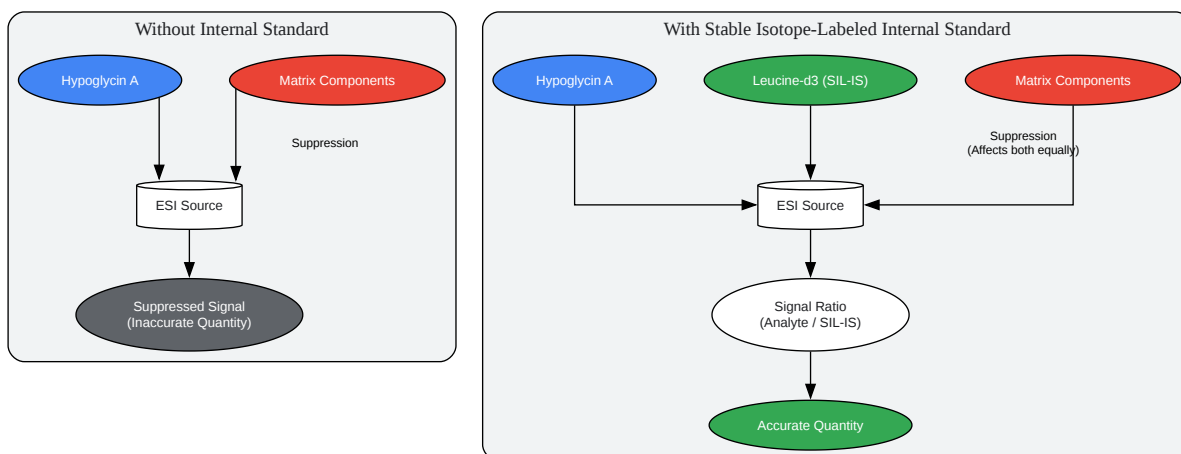 Without Internal Standard
Hypoglycin A
Matrix Components
Suppression
ESI Source
Suppressed Signal
(Inaccurate Quantity)
With Stable Isotope-Labeled Internal Standard
Hypoglycin A
Leucine-d3 (SIL-IS)
Matrix Components
Suppression
(Affects both equally)
ESI Source
Signal Ratio
(Analyte / SIL-IS)
Accurate Quantity